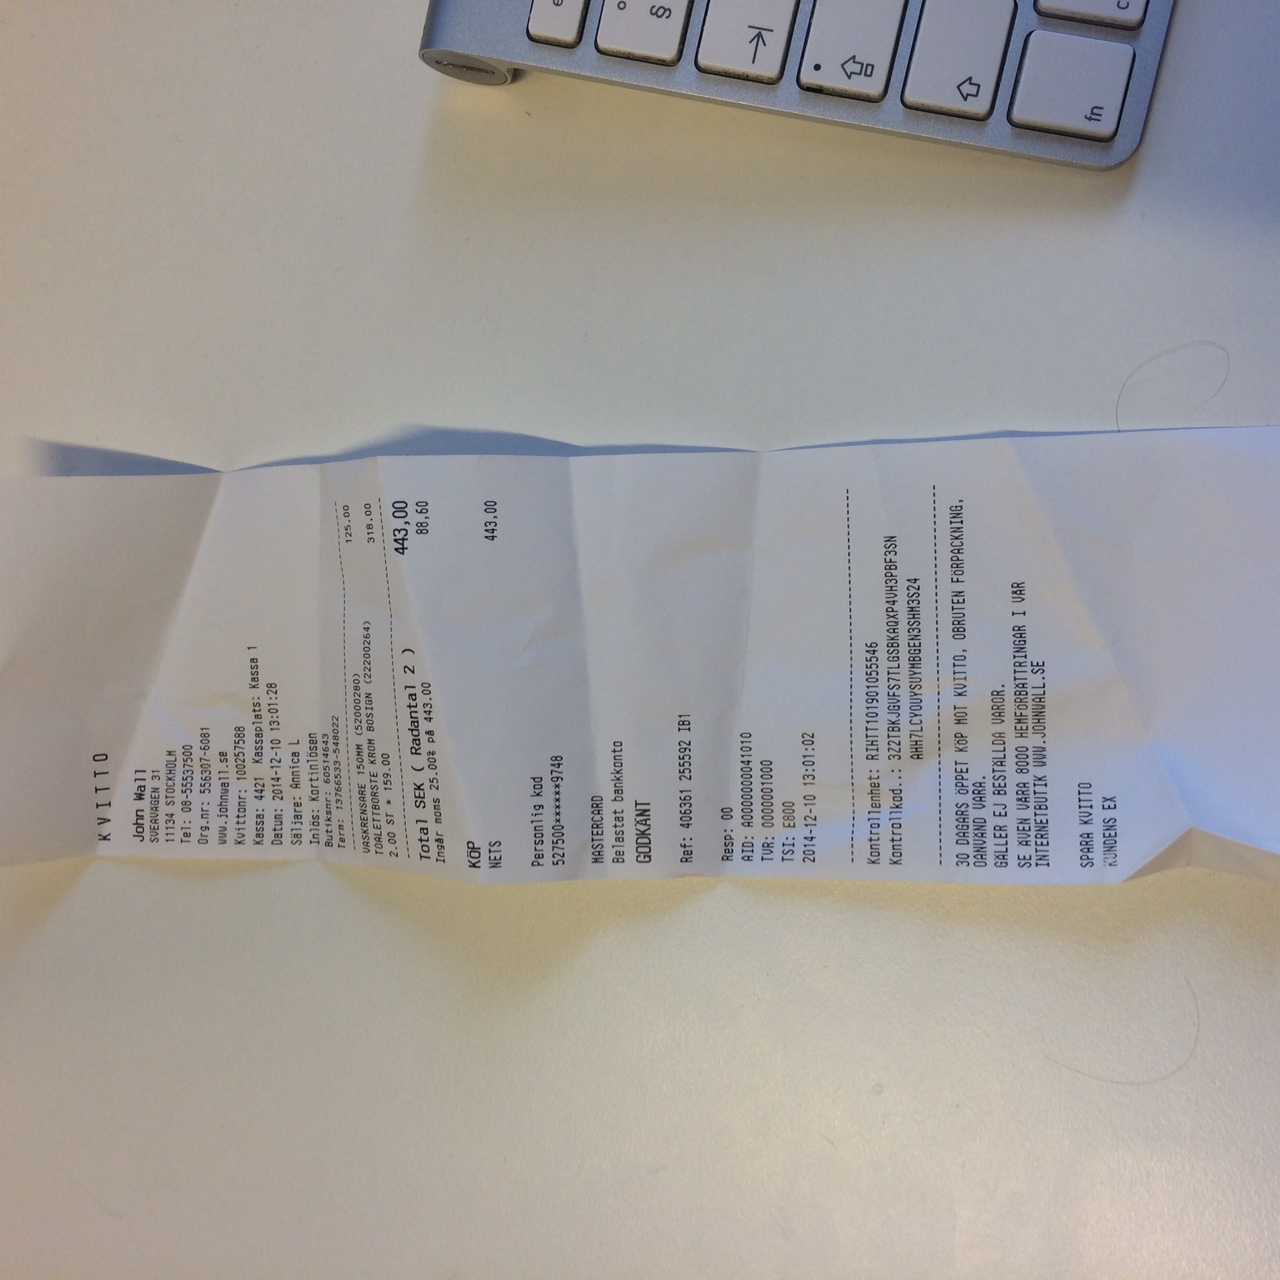 KVITTO
John Wall
SVEAVÄGEN 31
11134 STOCKHOLM
Tel: 08-55537500
Org.nr: 556307-6081
www.johnwall.se
Kvittonr: 100257588
Kassa: 4421 Kassaplats: Kassa 1
Datum: 2014-12-10 13:01:28
Säljare: Annica L
Inlös: Kortinlösen
Butiksnr: 60514643
Term: 13766533-548022
VASKRENSARE 150MM (52000280) 125.00
TOALETTBORSTE KROM BOSIGN (22200264)
2.00 ST * 159.00 318.00
Total SEK ( Radantal 2 ) 443,00
Ingår moms 25.00% på 443.00 88,60
KÖP
NETS 443,00
Personlig kod
527500******9748
MASTERCARD
Belastat bankkonto
GODKÄNT
Ref: 406361 255592 IB1
Resp: 00
AID: A0000000041010
TVR: 0000001000
TSI: E800
2014-12-10 13:01:02
Kontrollenhet: RIHTT101901055546
Kontrollkod..: 3Z2TBKJGVFS7TLGSBKAQXP4VH3PBF3SN
AHH7LCYOUYSUYMBGEN3SHM3S24
30 DAGARS ÖPPET KÖP MOT KVITTO, OBRUTEN FÖRPACKNING,
OANVÄND VARA.
GÄLLER EJ BESTÄLLDA VAROR.
SE ÄVEN VÅRA 8000 HEMFÖRBÄTTRINGAR I VÅR
INTERNETBUTIK WWW.JOHNWALL.SE
SPARA KVITTO
KUNDENS EX
e
°
§
fn
c